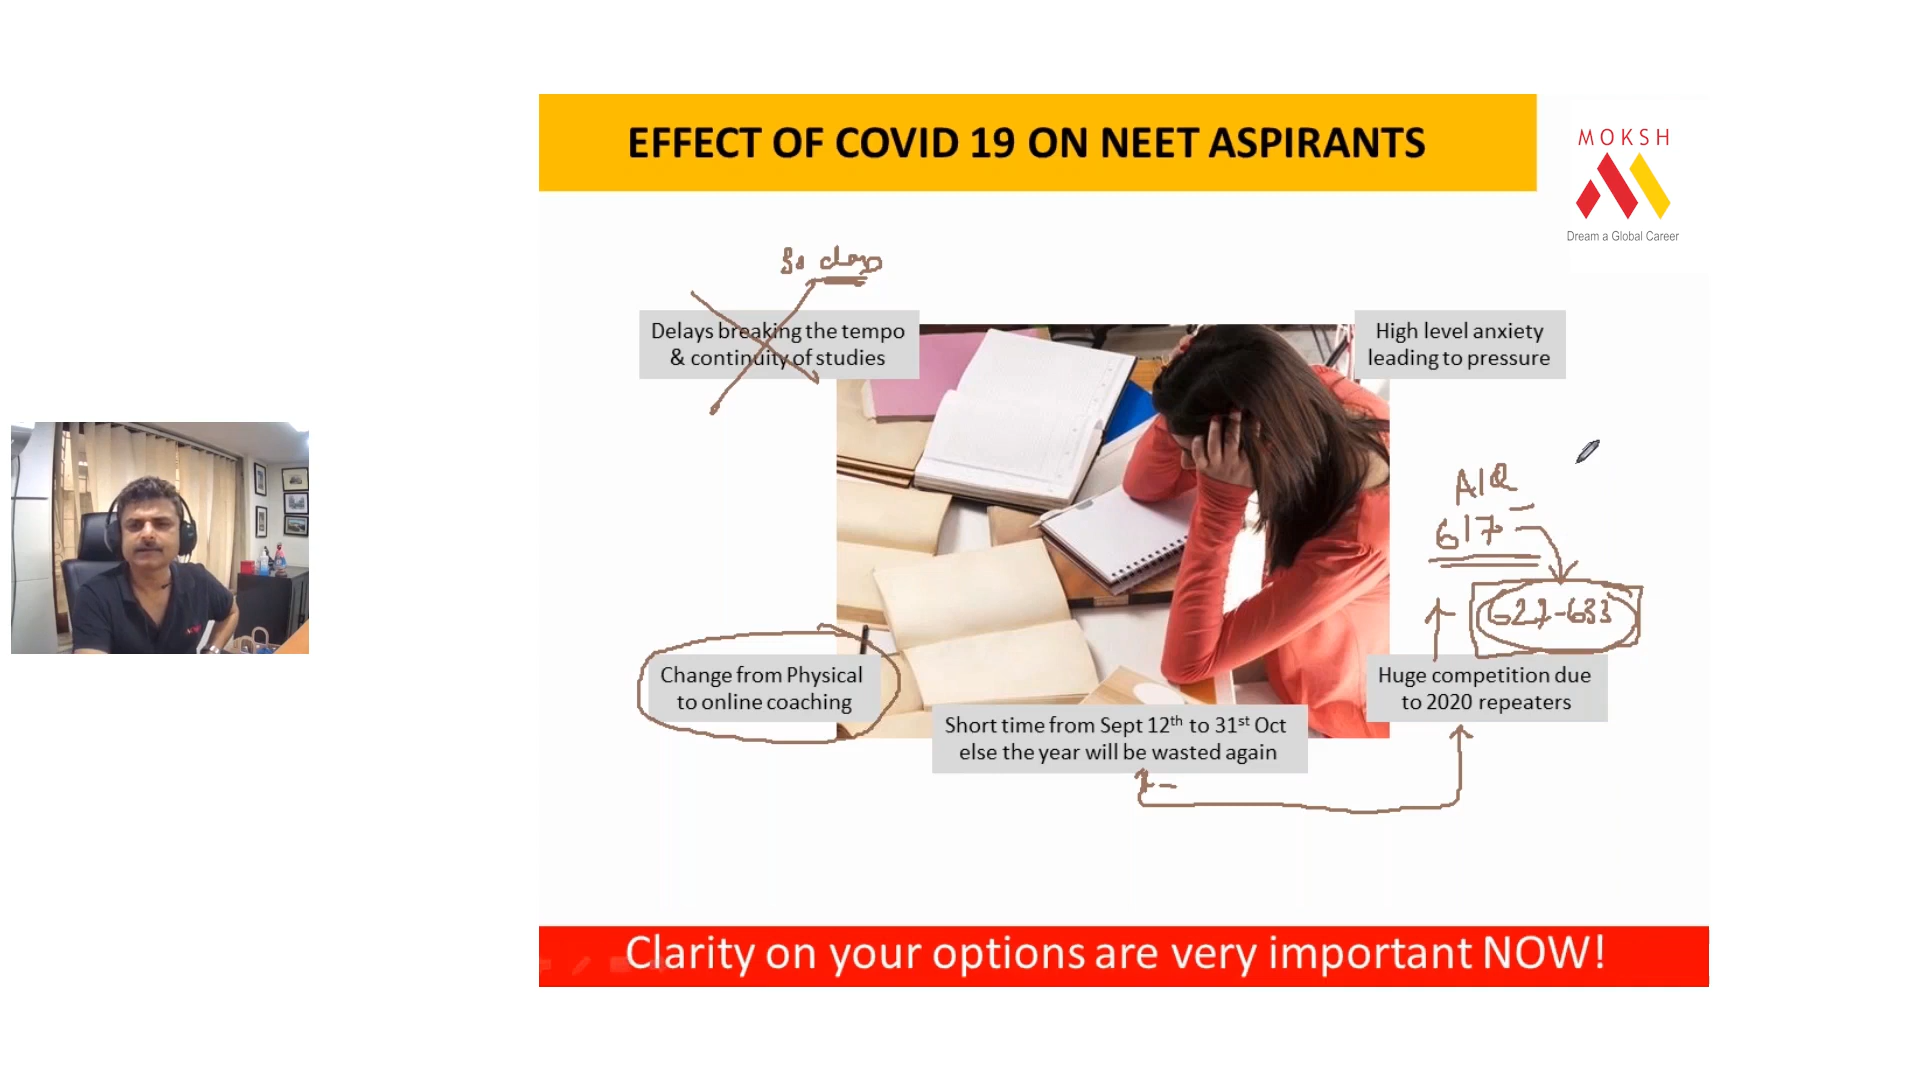 EFFECT OF COVID 19 ON NEET ASPIRANTS
MOKSH
Dream a Global Career
days
Delays breaking the tempo
& continuity of studies
High level anxiety
leading to pressure
AIQ
617
Change from Physical
to online coaching
Huge competition due
to 2020 repeaters
Short time from Sept 12th to 31st Oct
else the year will be wasted again
Clarity on your options are very important NOW!